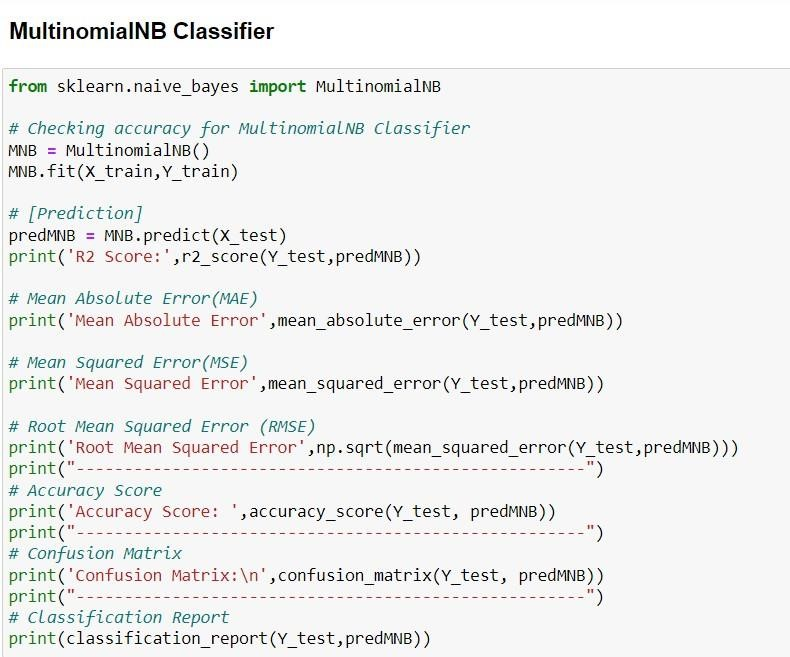 MultinomialNB Classifier
from sklearn.naive_bayes import MultinomialNB
# Checking accuracy for MultinomialNB Classifier
MNB = MultinomialNB()
MNB.fit(X_train,Y_train)
# [Prediction]
predMNB = MNB.predict(X_test)
print('R2 Score:',r2_score(Y_test,predMNB))
# Mean Absolute Error(MAE)
print('Mean Absolute Error',mean_absolute_error(Y_test,predMNB))
# Mean Squared Error(MSE)
print('Mean Squared Error',mean_squared_error(Y_test,predMNB))
# Root Mean Squared Error (RMSE)
print('Root Mean Squared Error',np.sqrt(mean_squared_error(Y_test,predMNB)))
print("-----------------------------------------------------")
# Accuracy Score
print('Accuracy Score: ',accuracy_score(Y_test, predMNB))
print("-----------------------------------------------------")
# Confusion Matrix
print('Confusion Matrix:\n',confusion_matrix(Y_test, predMNB))
print("-----------------------------------------------------")
# Classification Report
print(classification_report(Y_test,predMNB))